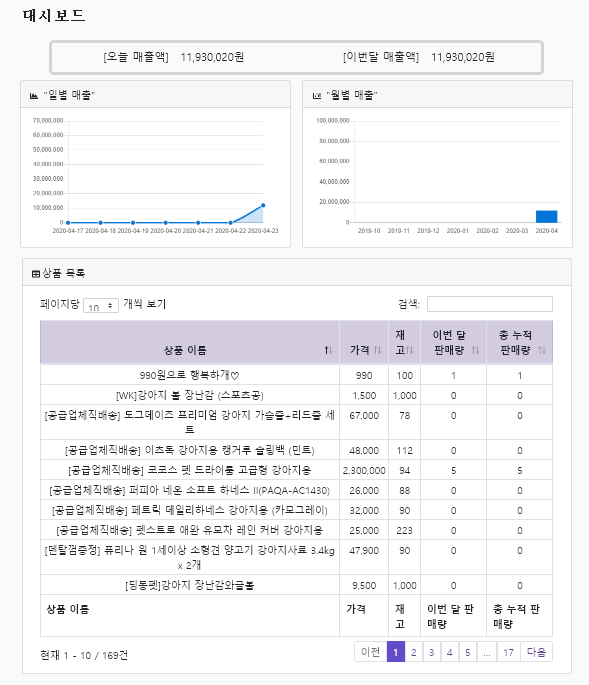 대시보드
[오늘 매출액] 11,930,020원 [이번달 매출액] 11,930,020원
"일별 매출"
70,000,000
60,000,000
50,000,000
40,000,000
30,000,000
20,000,000
10,000,000
0
2020-04-17 2020-04-18 2020-04-19 2020-04-20 2020-04-21 2020-04-22 2020-04-23
"월별 매출"
100,000,000
80,000,000
60,000,000
40,000,000
20,000,000
0
2019-10 2019-11 2019-12 2020-01 2020-02 2020-03 2020-04
상품 목록
페이지당 10 개씩 보기 검색:
상품 이름 가격 재고 이번 달 판매량 총 누적 판매량
990원으로 행복하개♡ 990 100 1 1
[WK]강아지 볼 장난감 (스포츠공) 1,500 1,000 0 0
[공급업체직배송] 도그데이즈 프리미엄 강아지 가슴줄+리드줄 세 67,000 78 0 0
트
[공급업체직배송] 이츠독 강아지용 캥거루 슬링백 (민트) 48,000 112 0 0
[공급업체직배송] 로코스 펫 드라이룸 고급형 강아지용 2,300,000 94 5 5
[공급업체직배송] 퍼피아 네온 소프트 하네스 II(PAQA-AC1430) 26,000 88 0 0
[공급업체직배송] 페트릭 데일리하네스 강아지용 (카모그레이) 32,000 90 0 0
[공급업체직배송] 펫스트로 애완 유모차 레인 커버 강아지용 25,000 223 0 0
[덴탈껌증정] 퓨리나 원 1세이상 소형견 양고기 강아지사료 3.4kg 47,900 90 0 0
x 2개
[딩동펫]강아지 장난감와글볼 9,500 1,000 0 0
상품 이름 가격 재고 이번 달 판매량 총 누적 판매량
현재 1 - 10 / 169건
이전 1 2 3 4 5 ... 17 다음